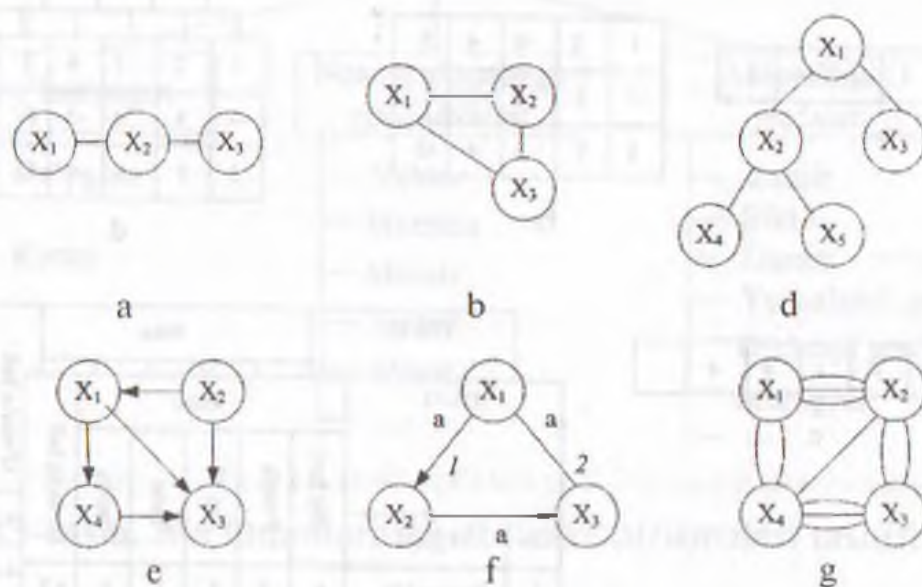 X₁ X₂ X₃
a
X₁ X₂
X₃
b
X₁
X₂ X₃
X₄ X₅
d
X₁ X₂
X₄ X₃
e
X₁
a a
1 2
X₂ X₃
a
f
X₁ X₂
X₄ X₃
g